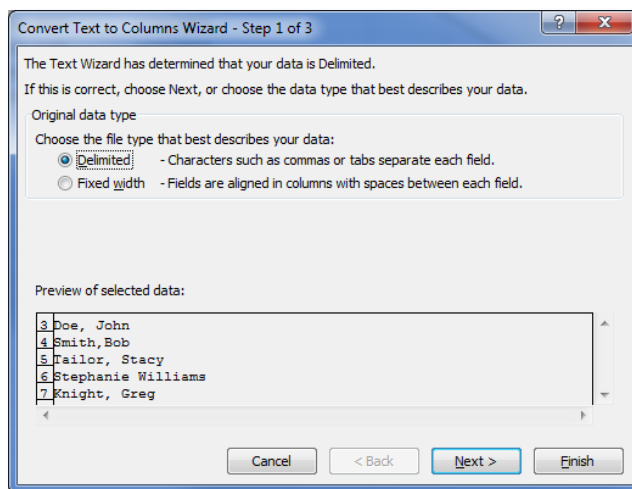 Convert Text to Columns Wizard - Step 1 of 3
The Text Wizard has determined that your data is Delimited.
If this is correct, choose Next, or choose the data type that best describes your data.
Original data type
Choose the file type that best describes your data:
Delimited - Characters such as commas or tabs separate each field.
Fixed width - Fields are aligned in columns with spaces between each field.
Preview of selected data:
3 Doe, John
4 Smith,Bob
5 Tailor, Stacy
6 Stephanie Williams
7 Knight, Greg
Cancel < Back Next > Finish